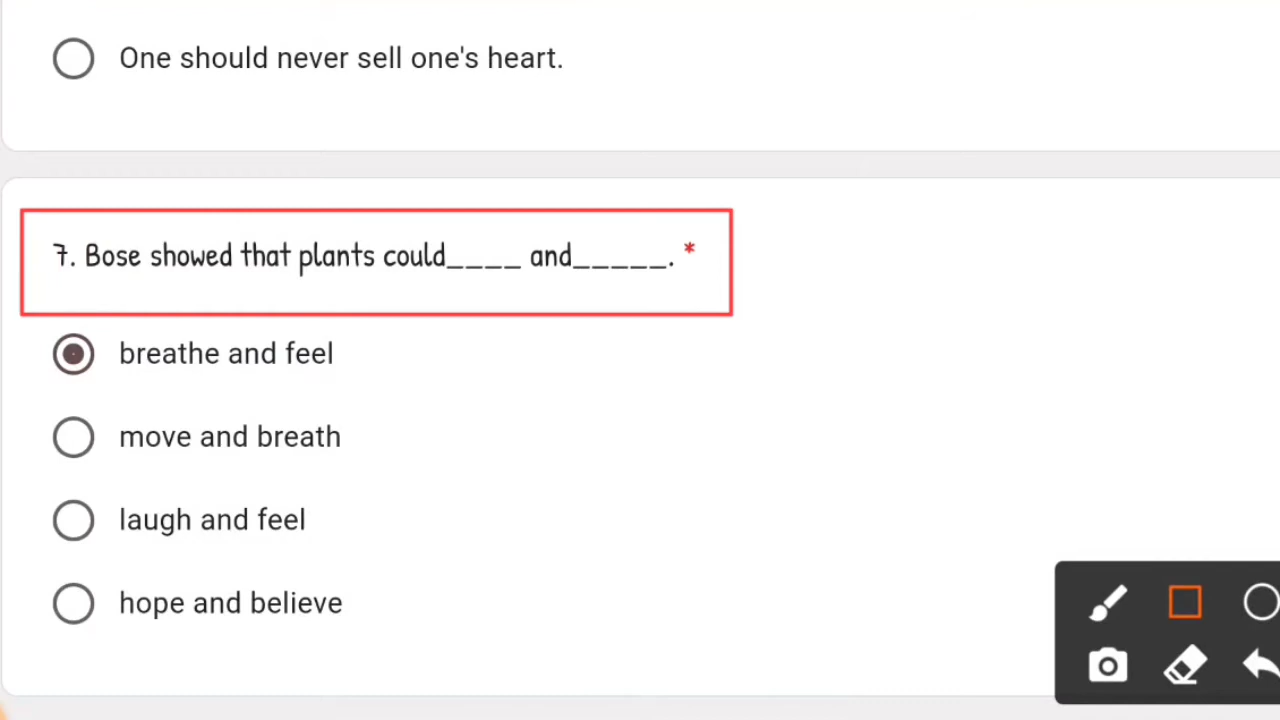 One should never sell one's heart.
7. Bose showed that plants could____ and_____. *
breathe and feel
move and breath
laugh and feel
hope and believe